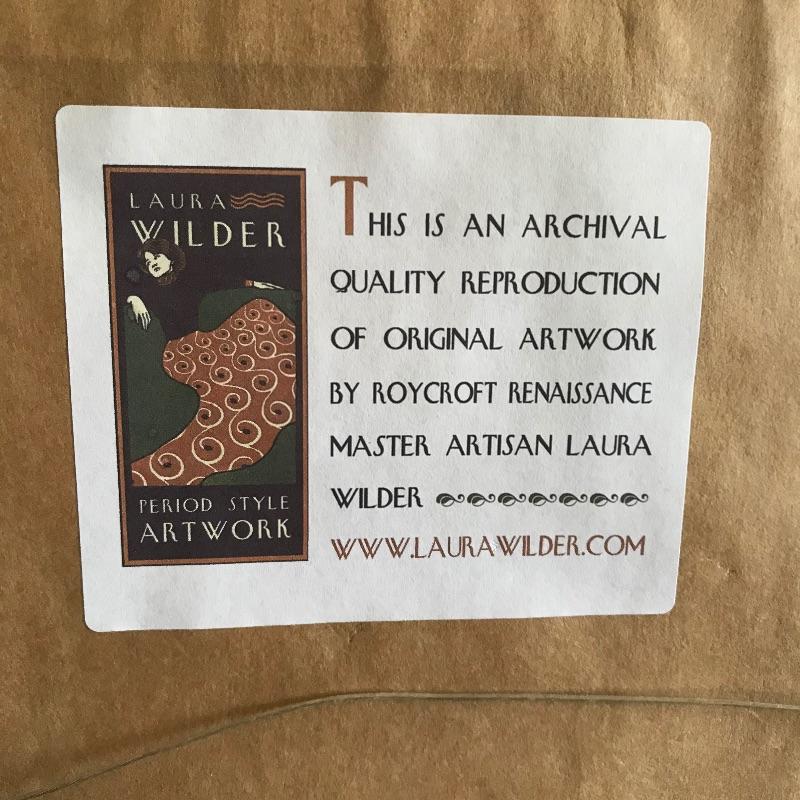 LAURA
WILDER
PERIOD STYLE
ARTWORK
THIS IS AN ARCHIVAL
QUALITY REPRODUCTION
OF ORIGINAL ARTWORK
BY ROYCROFT RENAISSANCE
MASTER ARTISAN LAURA
WILDER
WWW.LAURAWILDER.COM